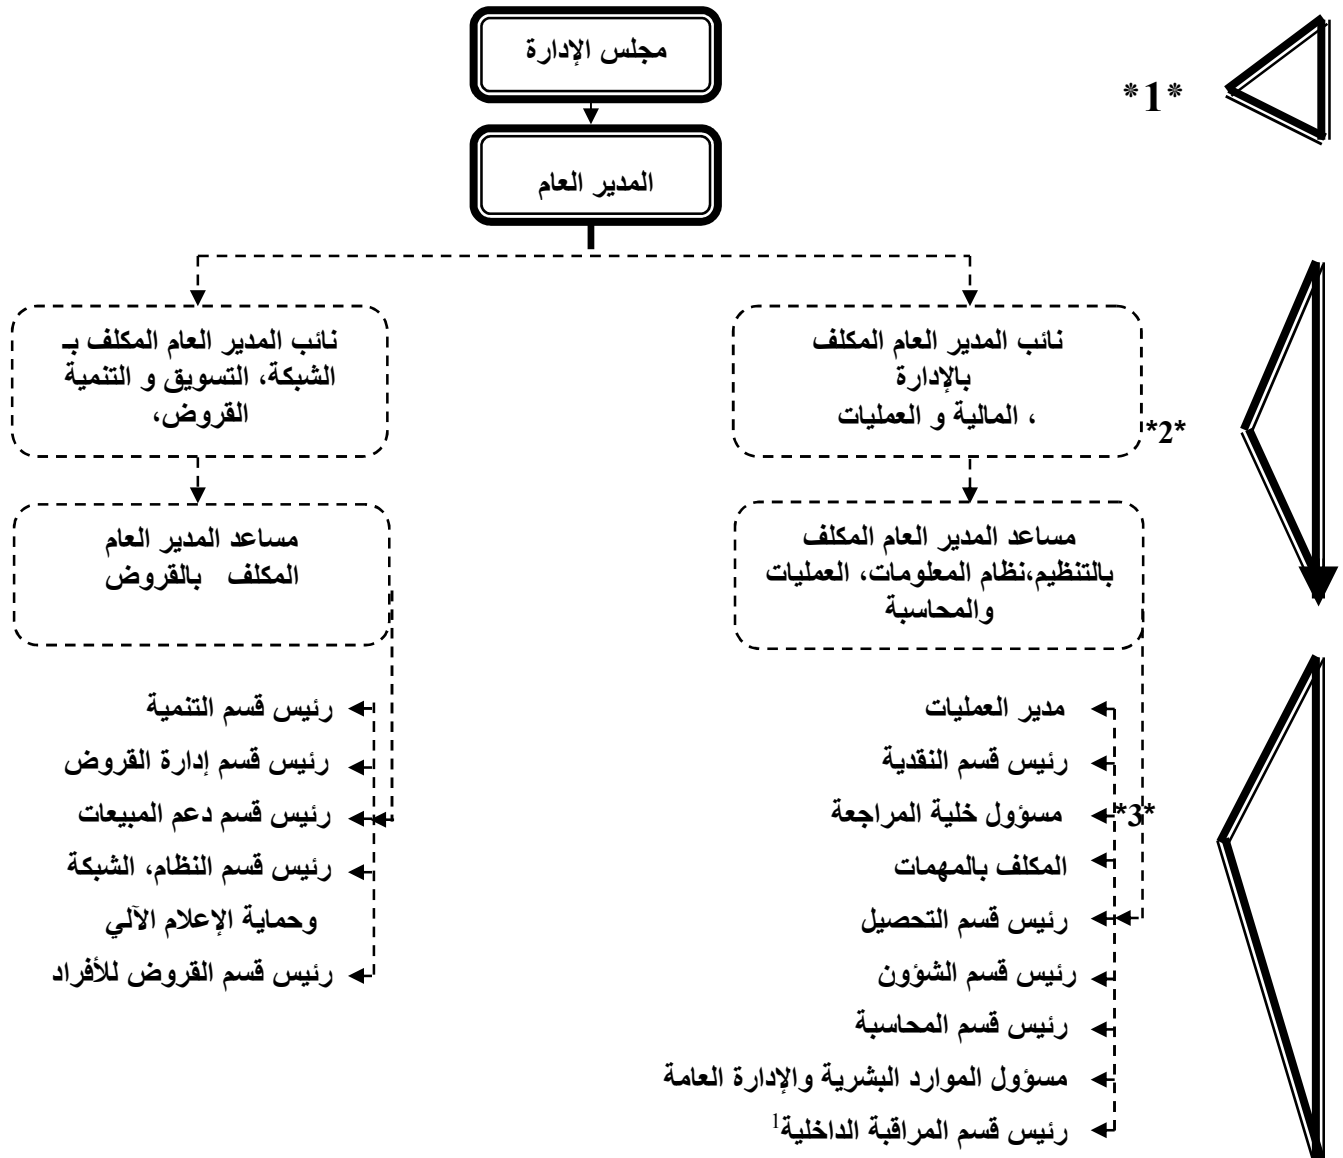 مجلس الإدارة
*1*
المدير العام
نائب المدير العام المكلف
بالإدارة
، المالية و العمليات
*2*
نائب المدير العام المكلف بـ
الشبكة، التسويق و التنمية
القروض،
مساعد المدير العام المكلف
بالتنظيم،نظام المعلومات، العمليات
والمحاسبة
مساعد المدير العام
المكلف بالقروض
مدير العمليات
رئيس قسم النقدية
مسؤول خلية المراجعة
*3*
المكلف بالمهمات
رئيس قسم التحصيل
رئيس قسم الشؤون
رئيس قسم المحاسبة
مسؤول الموارد البشرية والإدارة العامة
رئيس قسم المراقبة الداخلية1
رئيس قسم التنمية
رئيس قسم إدارة القروض
رئيس قسم دعم المبيعات
رئيس قسم النظام، الشبكة
وحماية الإعلام الآلي
رئيس قسم القروض للأفراد